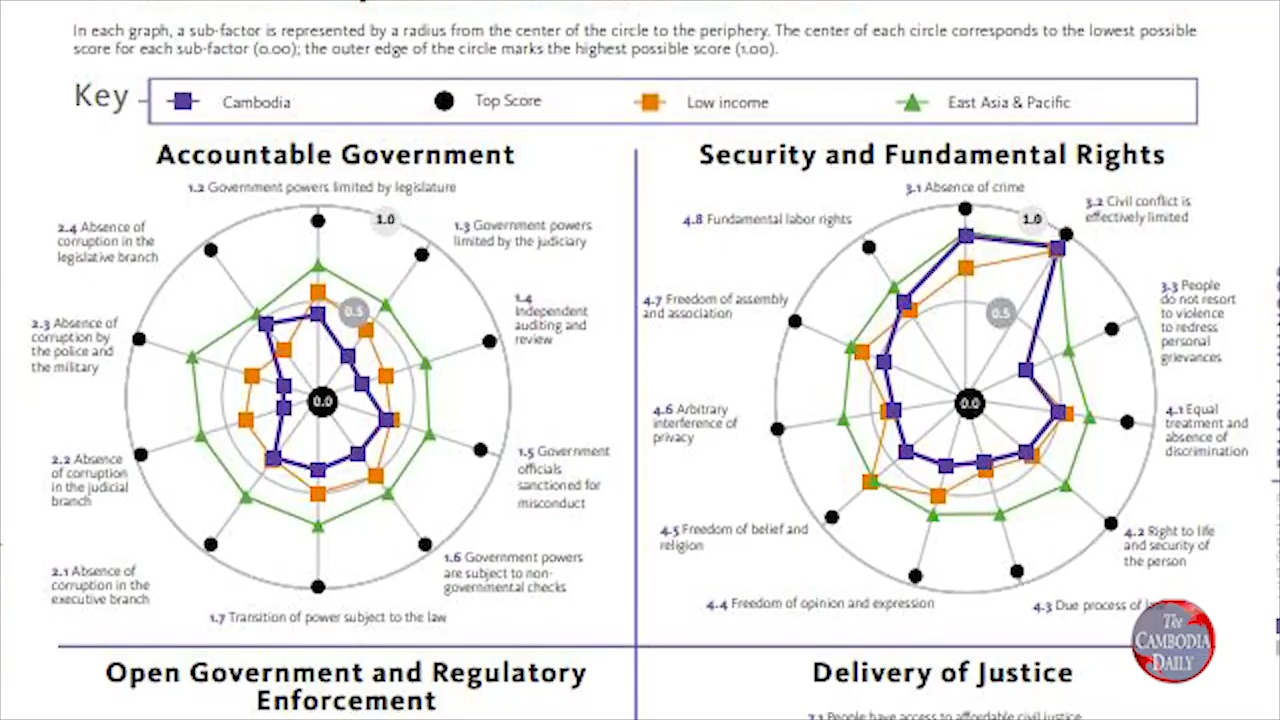 In each graph, a sub-factor is represented by a radius from the center of the circle to the periphery. The center of each circle corresponds to the lowest possible
score for each sub-factor (0.00); the outer edge of the circle marks the highest possible score (1.00).
Key
Cambodia
Top Score
Low income
East Asia & Pacific
Accountable Government
1.2 Government powers limited by legislature
1.0
2.4 Absence of
corruption in the
legislative branch
1.3 Government powers
limited by the judiciary
0.5
1.4
Independent
auditing and
review
2.3 Absence of
corruption by
the police and
the military
0.0
2.2 Absence
of corruption
in the judicial
branch
1.5 Government
officials
sanctioned for
misconduct
2.1 Absence of
corruption in the
executive branch
1.6 Government powers
are subject to non-
governmental checks
1.7 Transition of power subject to the law
Security and Fundamental Rights
3.1 Absence of crime
1.0
3.2 Civil conflict is
effectively limited
4.8 Fundamental labor rights
3.3 People
do not resort
to violence
to redress
personal
grievances
4.7 Freedom of assembly
and association
0.5
0.0
4.6 Arbitrary
interference of
privacy
4.1 Equal
treatment and
absence of
discrimination
4.5 Freedom of belief and
religion
4.2 Right to life
and security of
the person
4.4 Freedom of opinion and expression
4.3 Due process of
The
CAMBODIA
DAILY
Open Government and Regulatory
Enforcement
Delivery of Justice
7.1 People have access to affordable civil justice